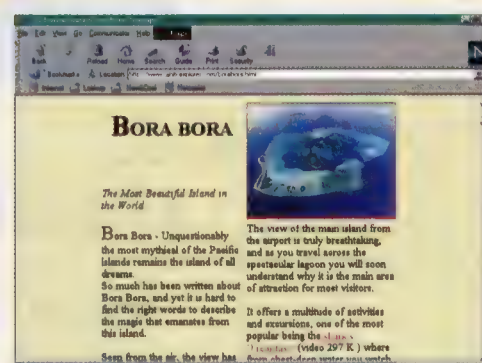 File Edit View Go Communicator Help
Back Reload Home Search Guide Print Security
Bookmarks Location
Internet Lookup New&Cool Netcaster
BORA BORA
The Most Beautiful Island in
the World
Bora Bora - Unquestionably
the most mythical of the Pacific
islands remains the island of all
dreams.
So much has been written about
Bora Bora, and yet it is hard to
find the right words to describe
the magic that emanates from
this island.
Seen from the air, the view has
The view of the main island from
the airport is truly breathtaking,
and as you travel across the
spectacular lagoon you will soon
understand why it is the main area
of attraction for most visitors.
It offers a multitude of activities
and excursions, one of the most
popular being the
(video 297 K ) where
from chest-deep water you watch